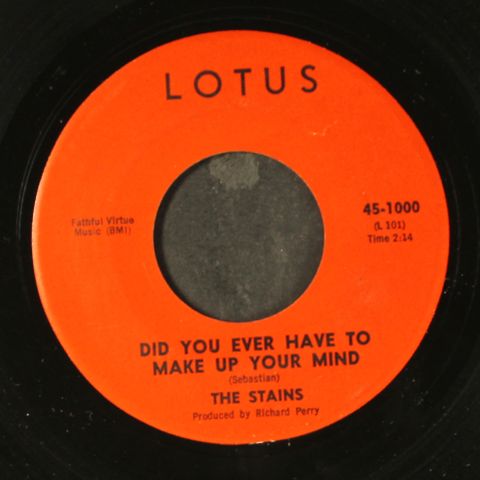 LOTUS
Faithful Virtue
Music (BMI)
45-1000
(L 101)
Time 2:14
DID YOU EVER HAVE TO
MAKE UP YOUR MIND
(Sebastian)
THE STAINS
Produced by Richard Perry